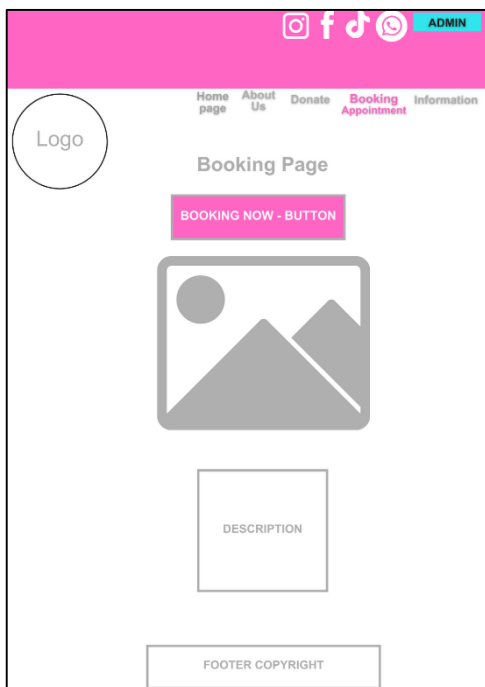 ADMIN
Home page
About Us
Donate
Booking Appointment
Information
Logo
Booking Page
BOOKING NOW - BUTTON
DESCRIPTION
FOOTER COPYRIGHT